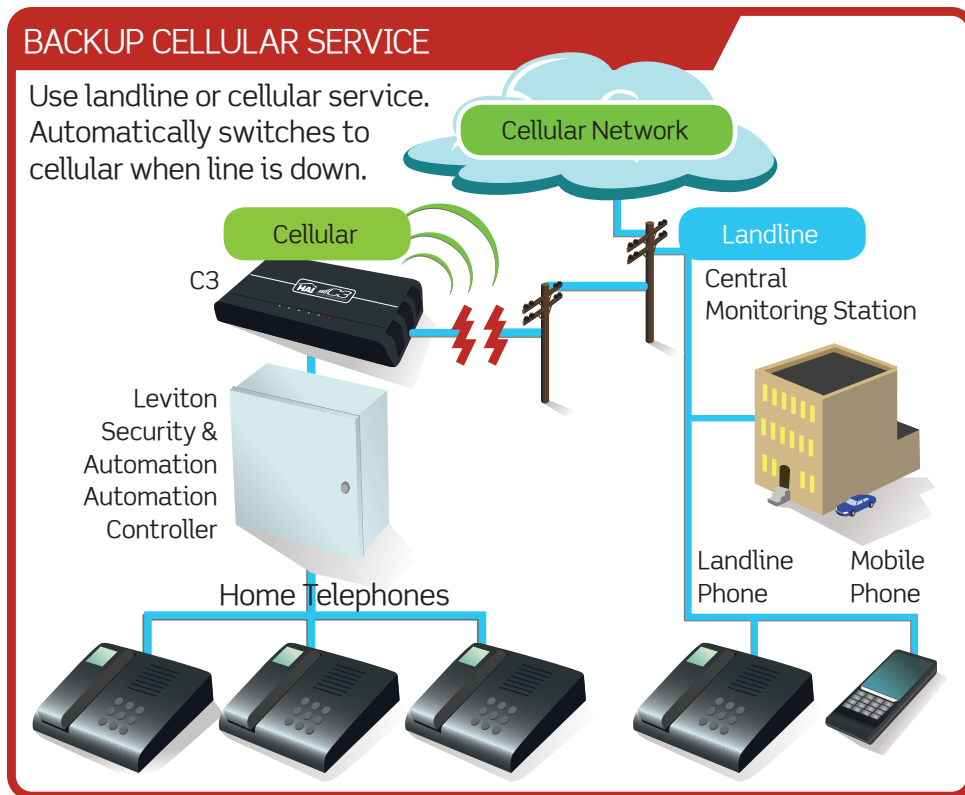 BACKUP CELLULAR SERVICE
Use landline or cellular service.
Automatically switches to
cellular when line is down.
Cellular Network
Cellular
Landline
C3
HAI C3
Central
Monitoring Station
Leviton
Security &
Automation
Automation
Controller
Landline
Phone
Mobile
Phone
Home Telephones